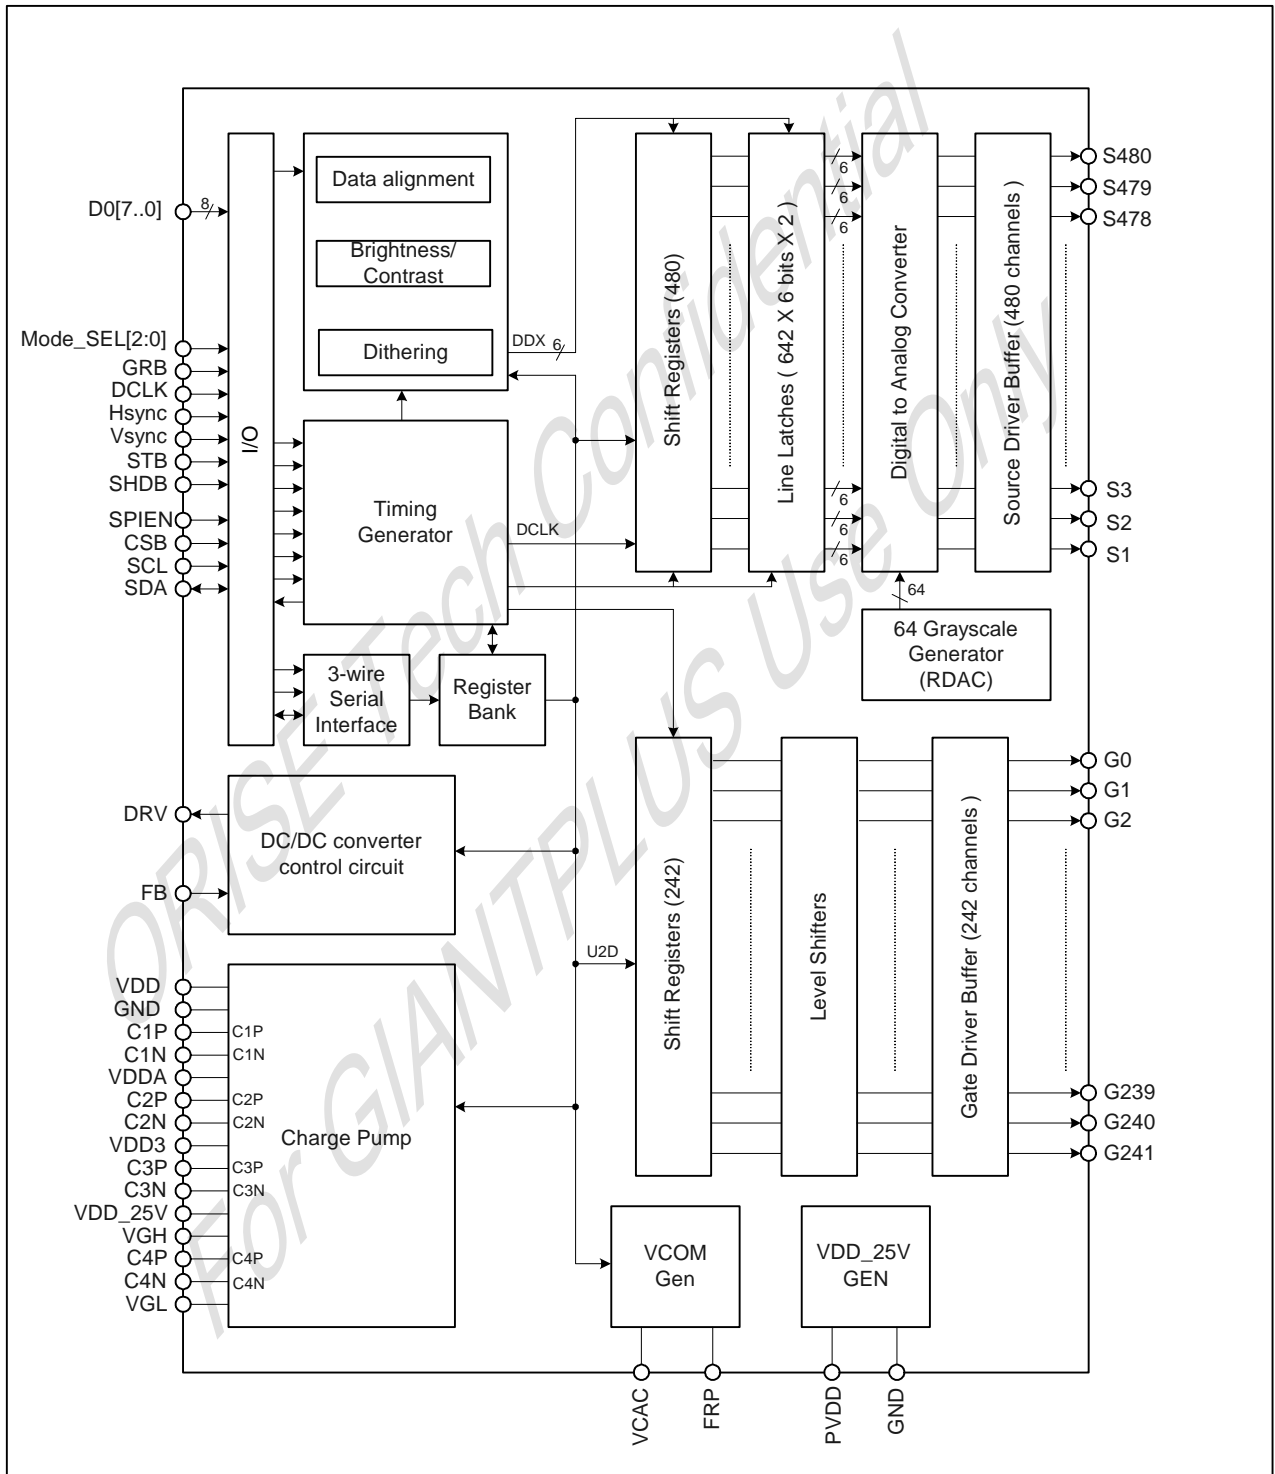 ORISE Tech Confidential
For GIANTPLUS Use Only
D0[7..0]
8
Mode_SEL[2:0]
GRB
DCLK
Hsync
Vsync
STB
SHDB
SPIEN
CSB
SCL
SDA
I/O
Data alignment
Brightness/
Contrast
Dithering
DDX 6
Timing
Generator
DCLK
3-wire
Serial
Interface
Register
Bank
Shift Registers (480)
Line Latches ( 642 X 6 bits X 2 )
6
6
6
6
6
6
Digital to Analog Converter
Source Driver Buffer (480 channels )
S480
S479
S478
S3
S2
S1
64
64 Grayscale
Generator
(RDAC)
DRV
FB
DC/DC converter
control circuit
U2D
Shift Registers (242)
Level Shifters
Gate Driver Buffer (242 channels )
G0
G1
G2
G239
G240
G241
VDD
GND
C1P
C1N
VDDA
C2P
C2N
VDD3
C3P
C3N
VDD_25V
VGH
C4P
C4N
VGL
C1P
C1N
C2P
C2N
C3P
C3N
C4P
C4N
Charge Pump
VCOM
Gen
VDD_25V
GEN
VCAC
FRP
PVDD
GND